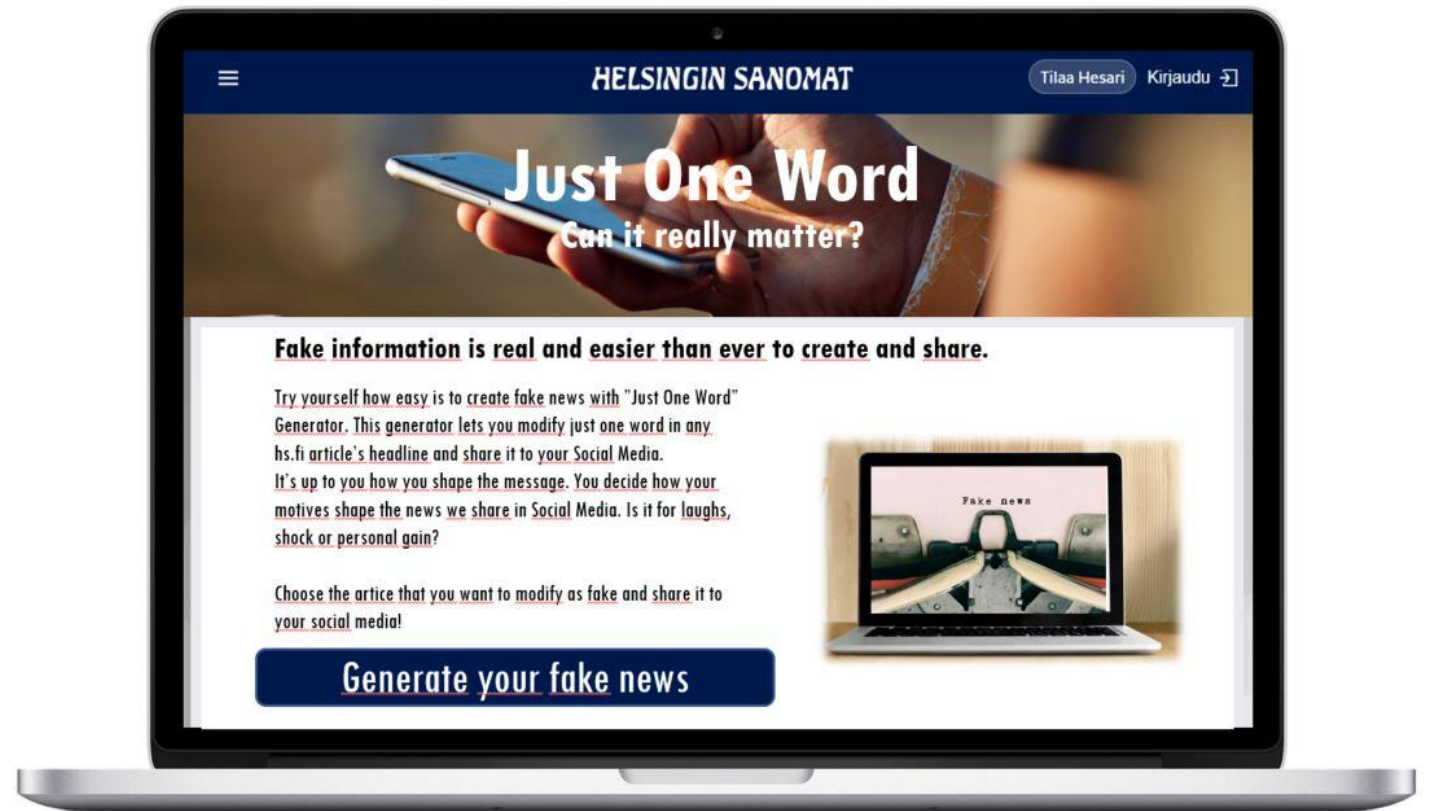 HELSINGIN SANOMAT
Tilaa Hesari Kirjaudu
Just One Word
Can it really matter?
Fake information is real and easier than ever to create and share.
Try yourself how easy is to create fake news with "Just One Word"
Generator. This generator lets you modify just one word in any
hs.fi article's headline and share it to your Social Media.
It's up to you how you shape the message. You decide how your
motives shape the news we share in Social Media. Is it for laughs,
shock or personal gain?
Choose the artice that you want to modify as fake and share it to
your social media!
Fake news
Generate your fake news